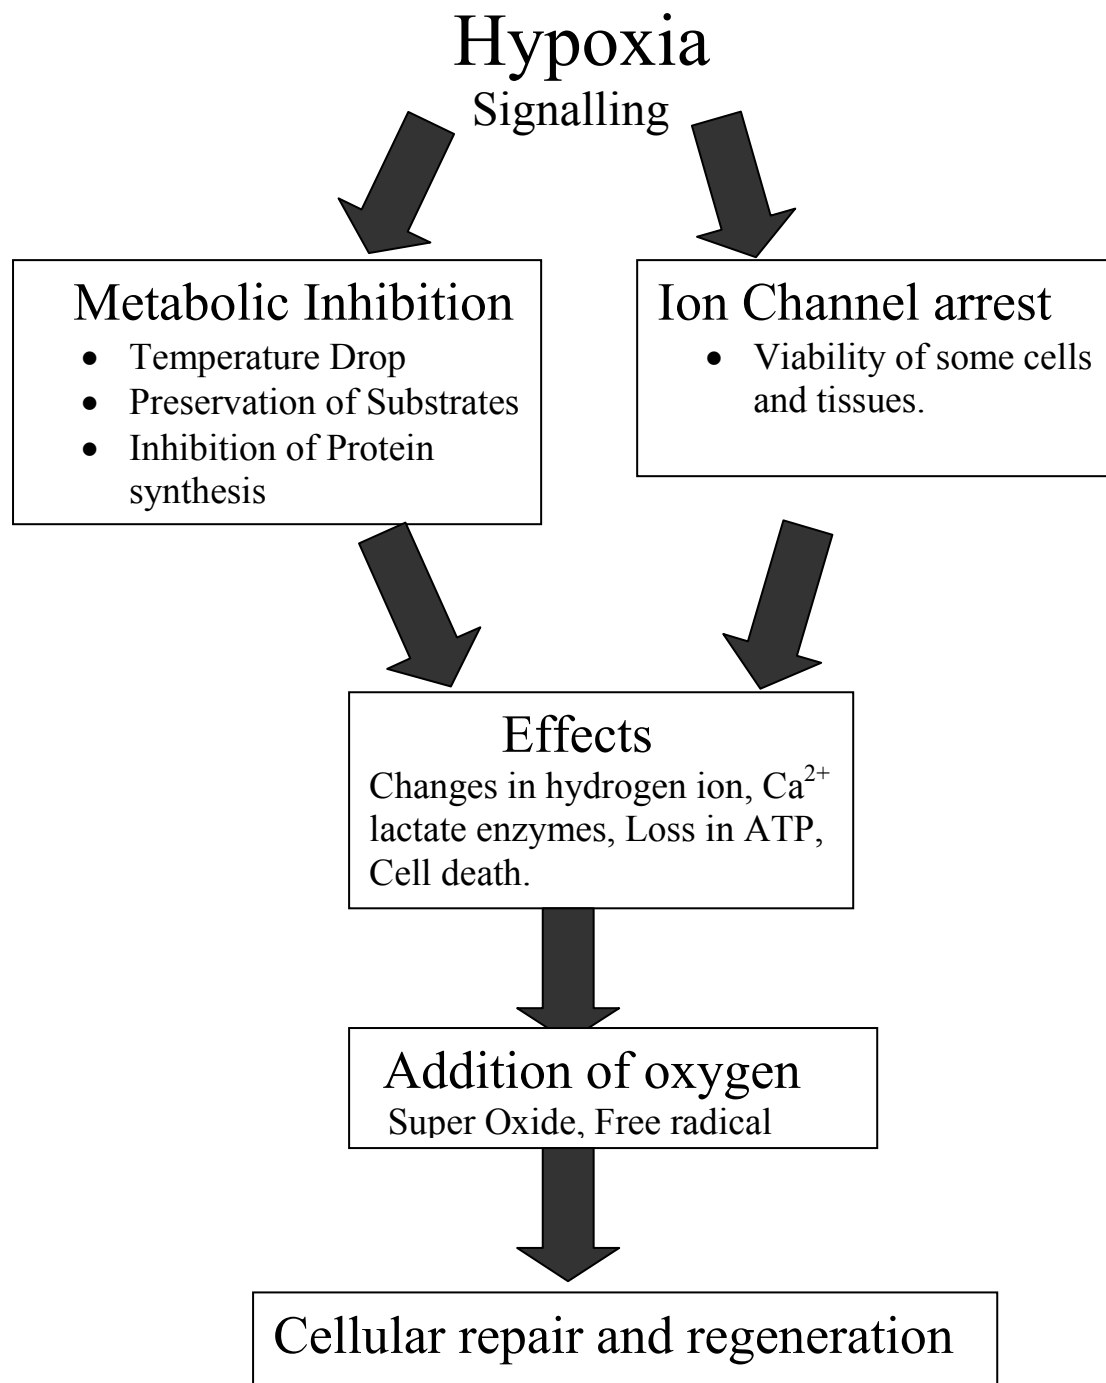 Hypoxia
Signalling
Metabolic Inhibition
• Temperature Drop
• Preservation of Substrates
• Inhibition of Protein
synthesis
Ion Channel arrest
• Viability of some cells
and tissues.
Effects
Changes in hydrogen ion, Ca²⁺
lactate enzymes, Loss in ATP,
Cell death.
Addition of oxygen
Super Oxide, Free radical
Cellular repair and regeneration